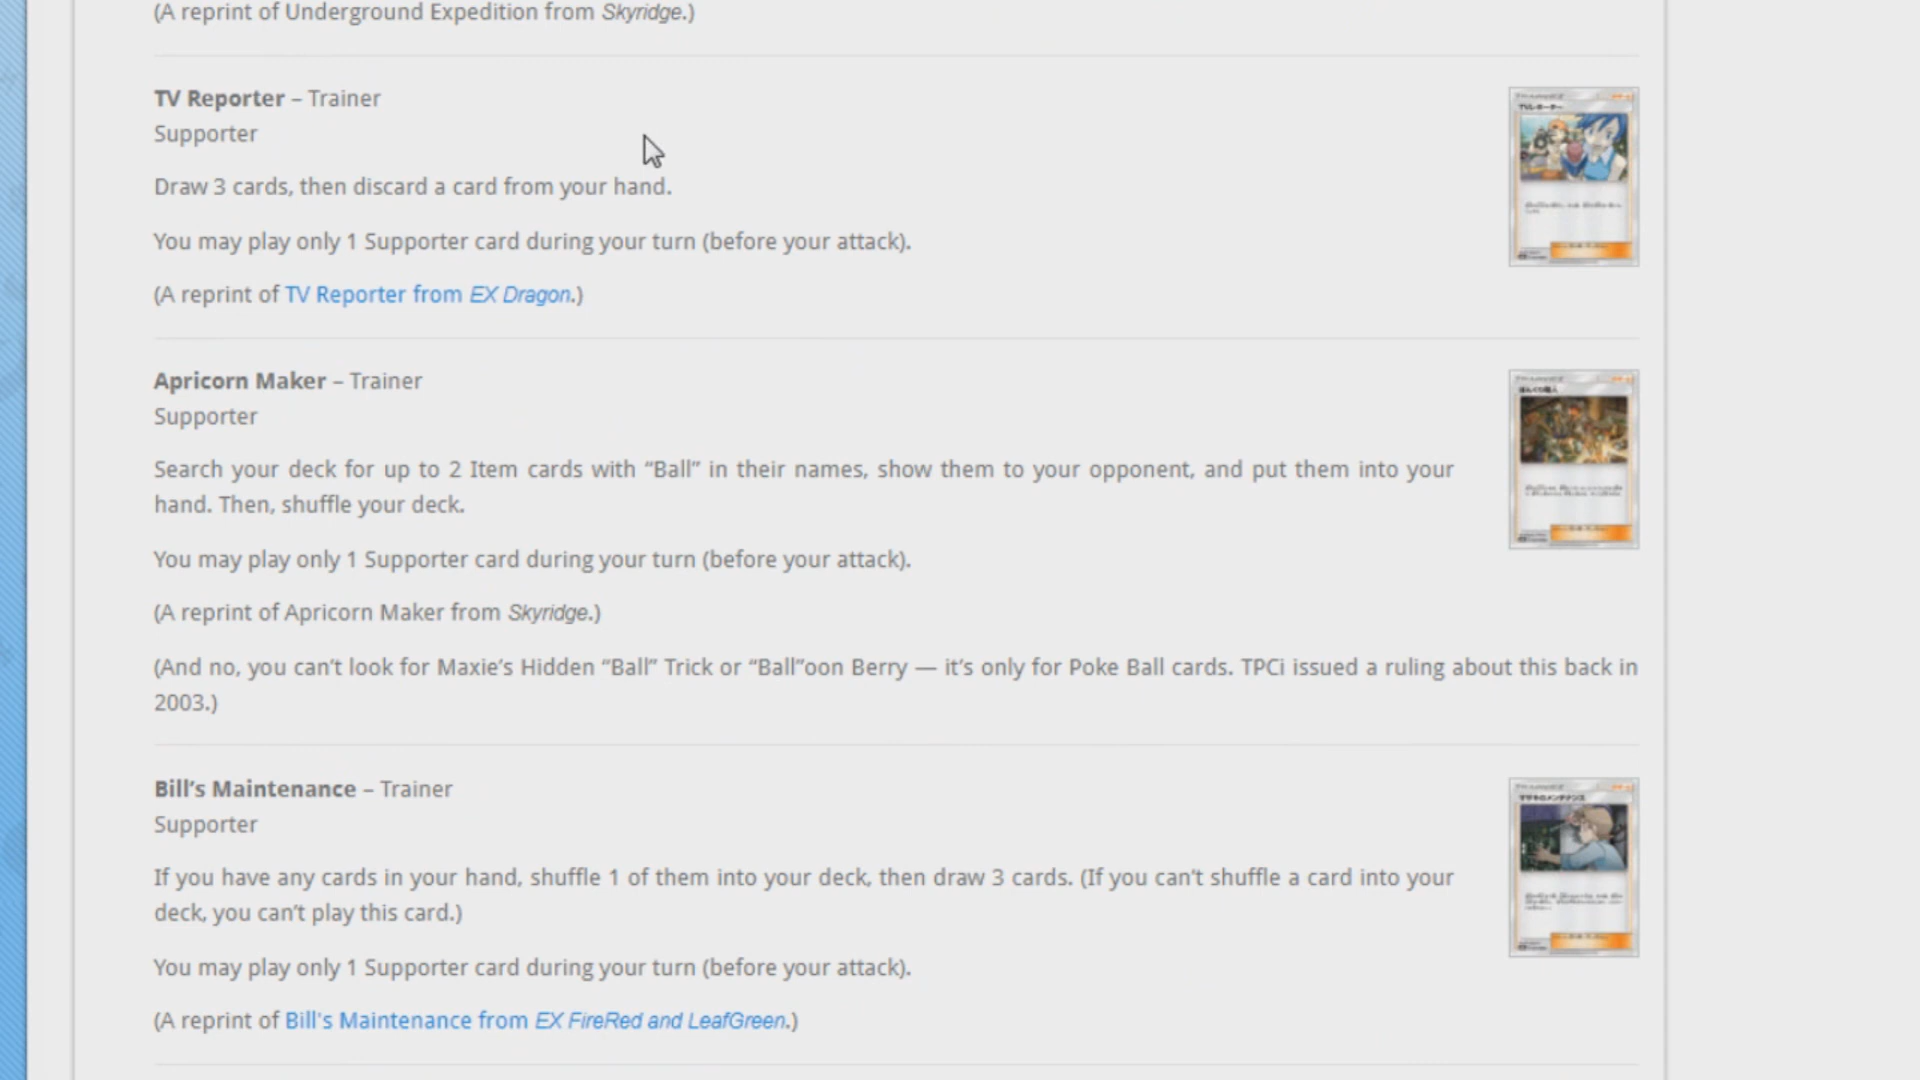 (A reprint of Underground Expedition from Skyridge.)
TV Reporter – Trainer
Supporter
Draw 3 cards, then discard a card from your hand.
You may play only 1 Supporter card during your turn (before your attack).
(A reprint of TV Reporter from EX Dragon.)
Apricorn Maker – Trainer
Supporter
Search your deck for up to 2 Item cards with “Ball” in their names, show them to your opponent, and put them into your
hand. Then, shuffle your deck.
You may play only 1 Supporter card during your turn (before your attack).
(A reprint of Apricorn Maker from Skyridge.)
(And no, you can’t look for Maxie’s Hidden “Ball” Trick or “Ball”oon Berry — it’s only for Poke Ball cards. TPCi issued a ruling about this back in
2003.)
Bill’s Maintenance – Trainer
Supporter
If you have any cards in your hand, shuffle 1 of them into your deck, then draw 3 cards. (If you can’t shuffle a card into your
deck, you can’t play this card.)
You may play only 1 Supporter card during your turn (before your attack).
(A reprint of Bill's Maintenance from EX FireRed and LeafGreen.)